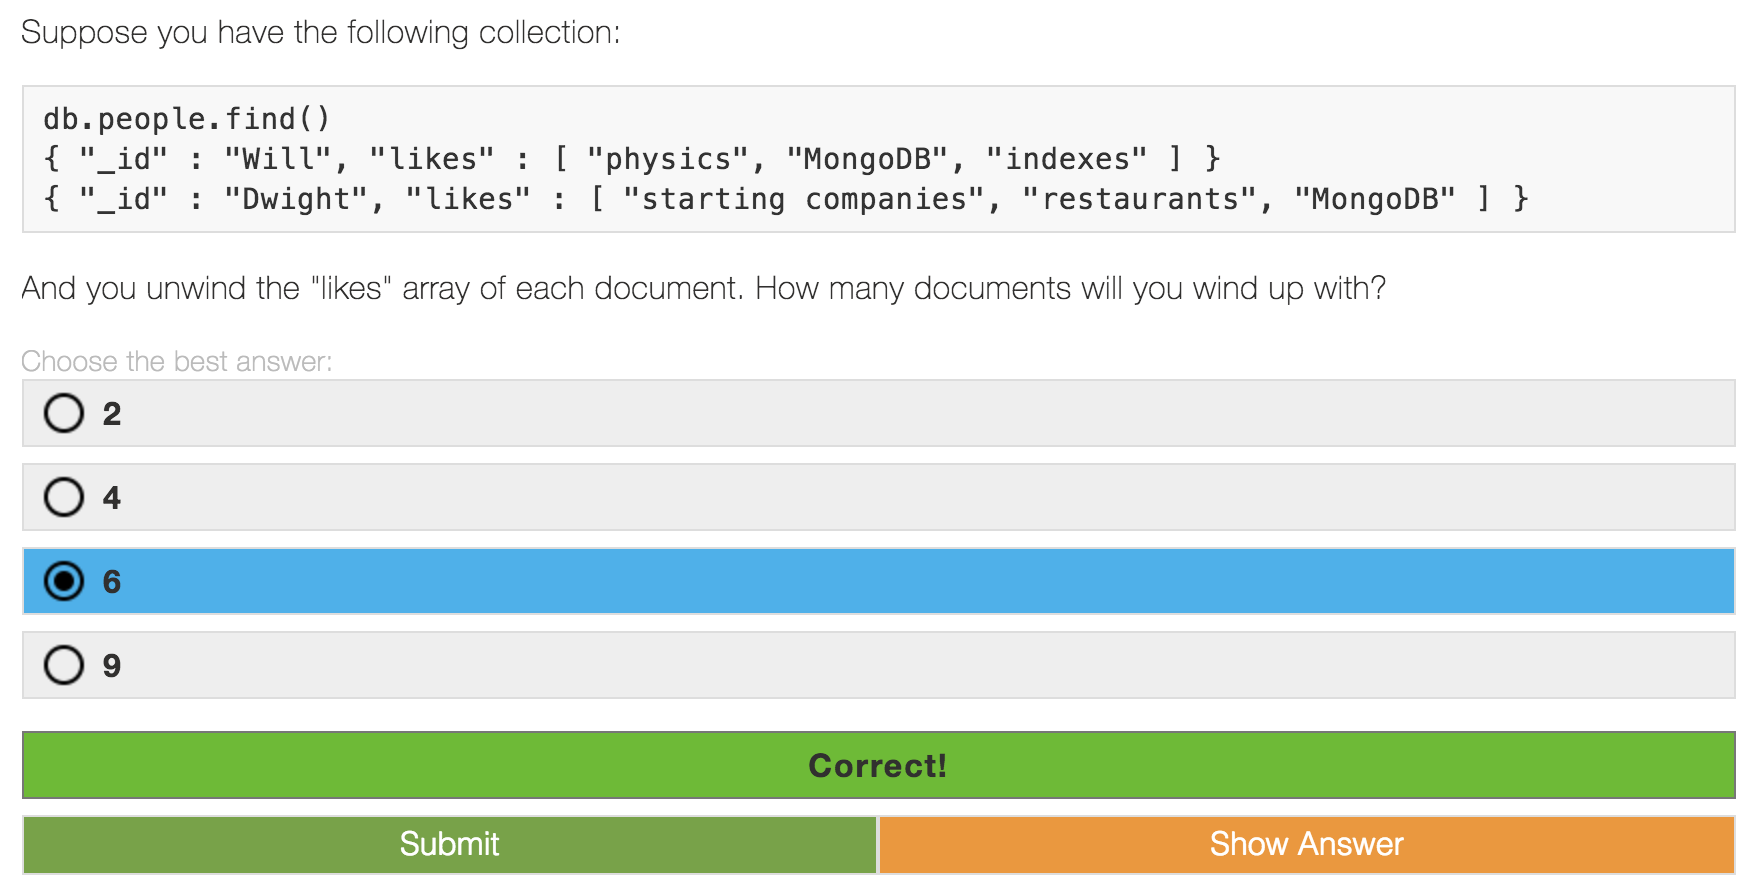 Suppose you have the following collection:
db.people.find()
{ "_id" : "Will", "likes" : [ "physics", "MongoDB", "indexes" ] }
{ "_id" : "Dwight", "likes" : [ "starting companies", "restaurants", "MongoDB" ] }
And you unwind the "likes" array of each document. How many documents will you wind up with?
Choose the best answer:
2
4
6
9
Correct!
Submit
Show Answer